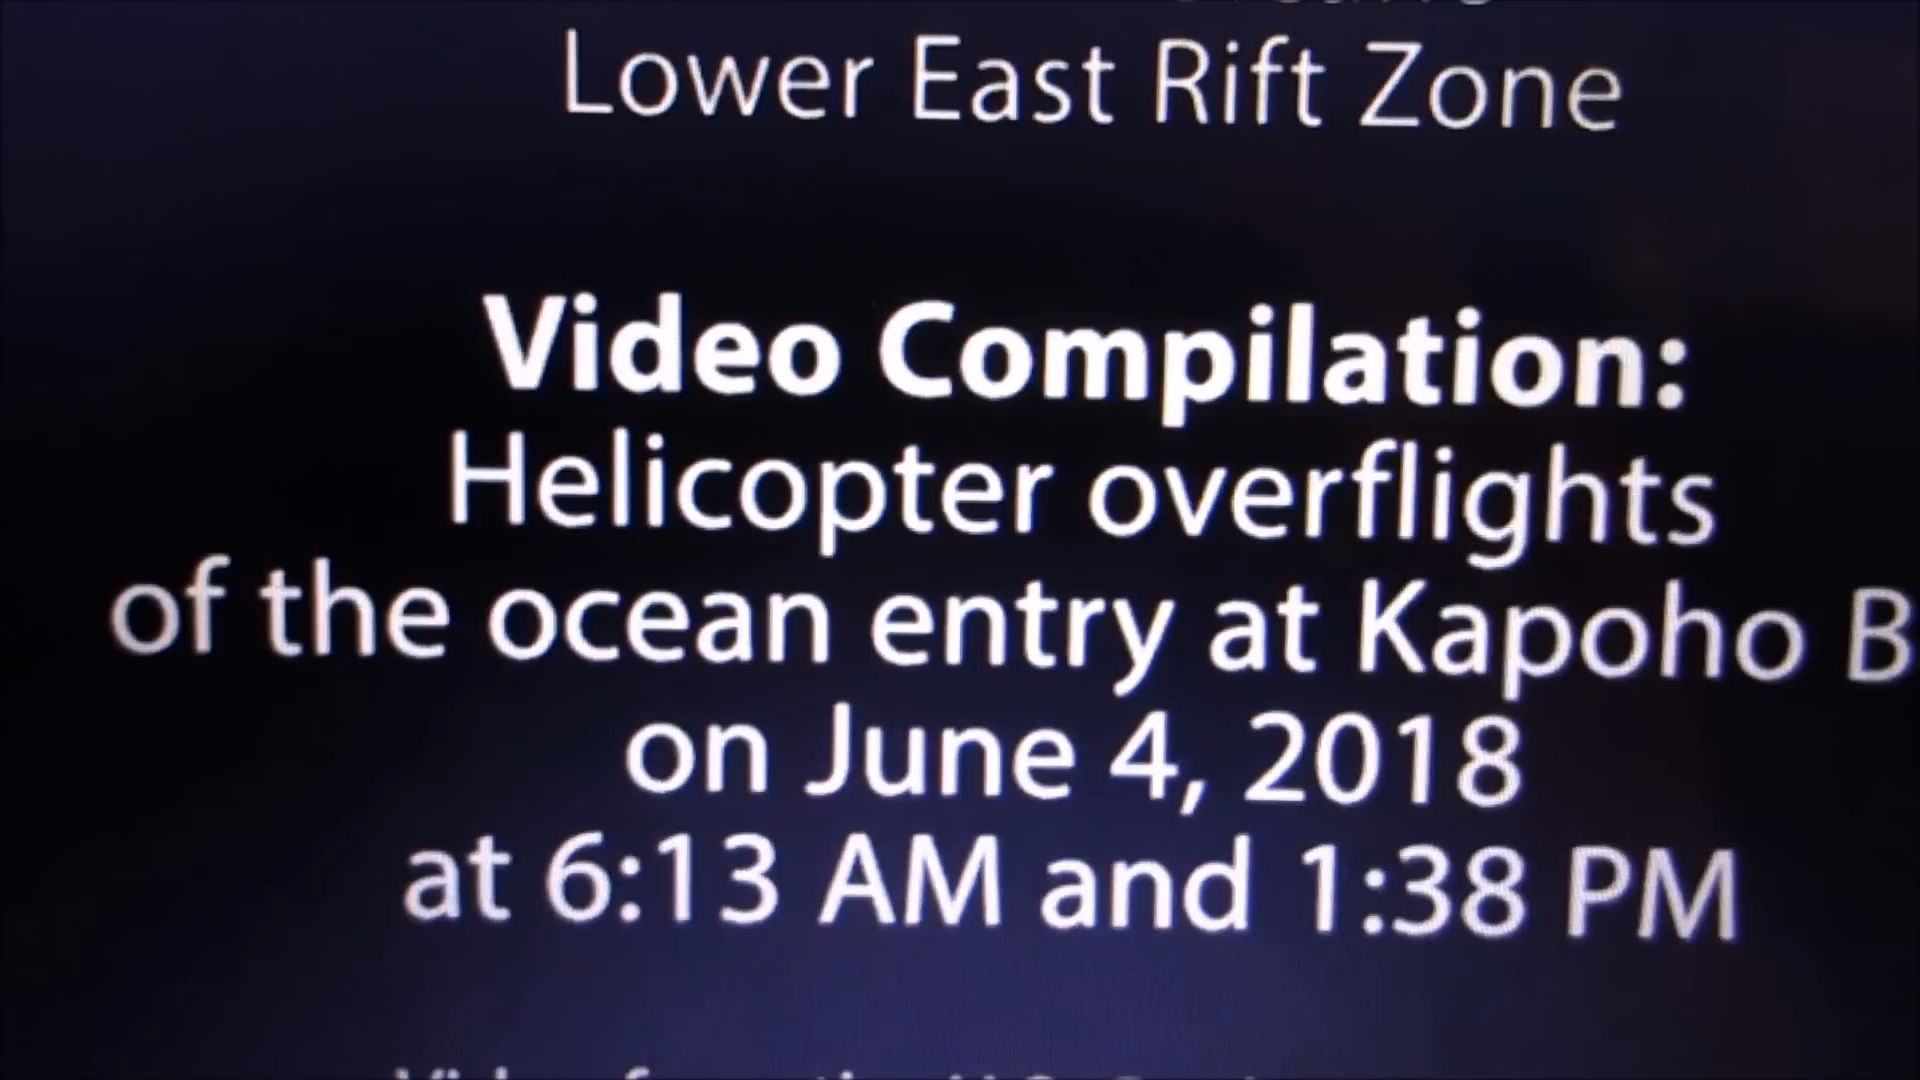 Lower East Rift Zone
Video Compilation:
Helicopter overflights
of the ocean entry at Kapoho B
on June 4, 2018
at 6:13 AM and 1:38 PM